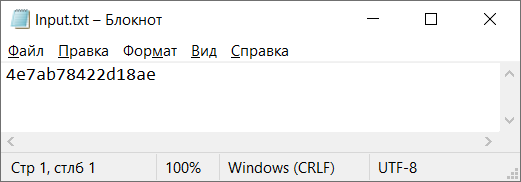 Input.txt – Блокнот
Файл Правка Формат Вид Справка
4e7ab78422d18ae
Стр 1, стлб 1 100% Windows (CRLF) UTF-8